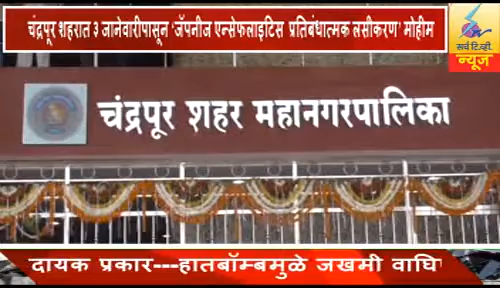 चंद्रपूर शहरात ३ जानेवारीपासून 'जॅपनीज एन्सेफलाइटिस प्रतिबंधात्मक लसीकरण' मोहीम
सर्च टि.व्ही
न्यूज
चंद्रपूर शहर महानगरपालिका
दायक प्रकार---हातबॉम्बमुळे जखमी वाघि